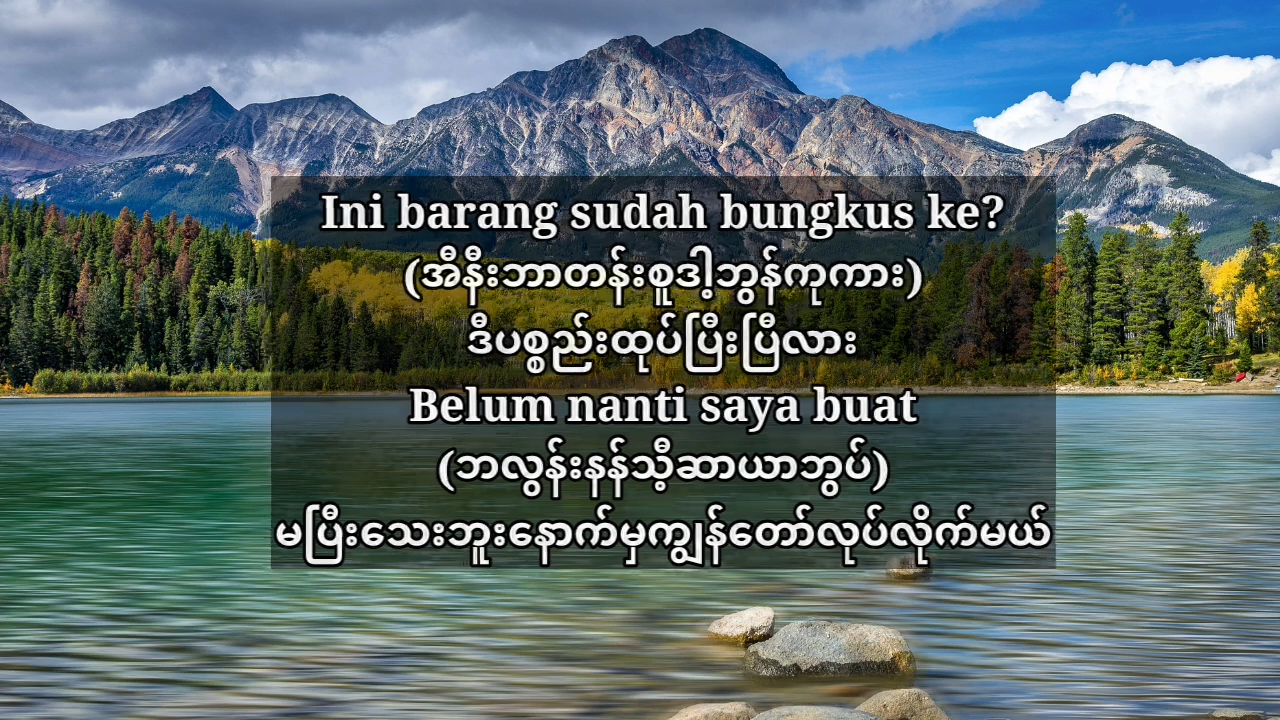 Ini barang sudah bungkus ke?
(အီနီးဘာတန်းစူဒါ့ဘွန်ကုကား)
ဒီပစ္စည်းထုပ်ပြီးပြီလား
Belum nanti saya buat
(ဘလွန်းနန်သီ့ဆာယာဘွပ်)
မပြီးသေးဘူးနောက်မှကျွန်တော်လုပ်လိုက်မယ်